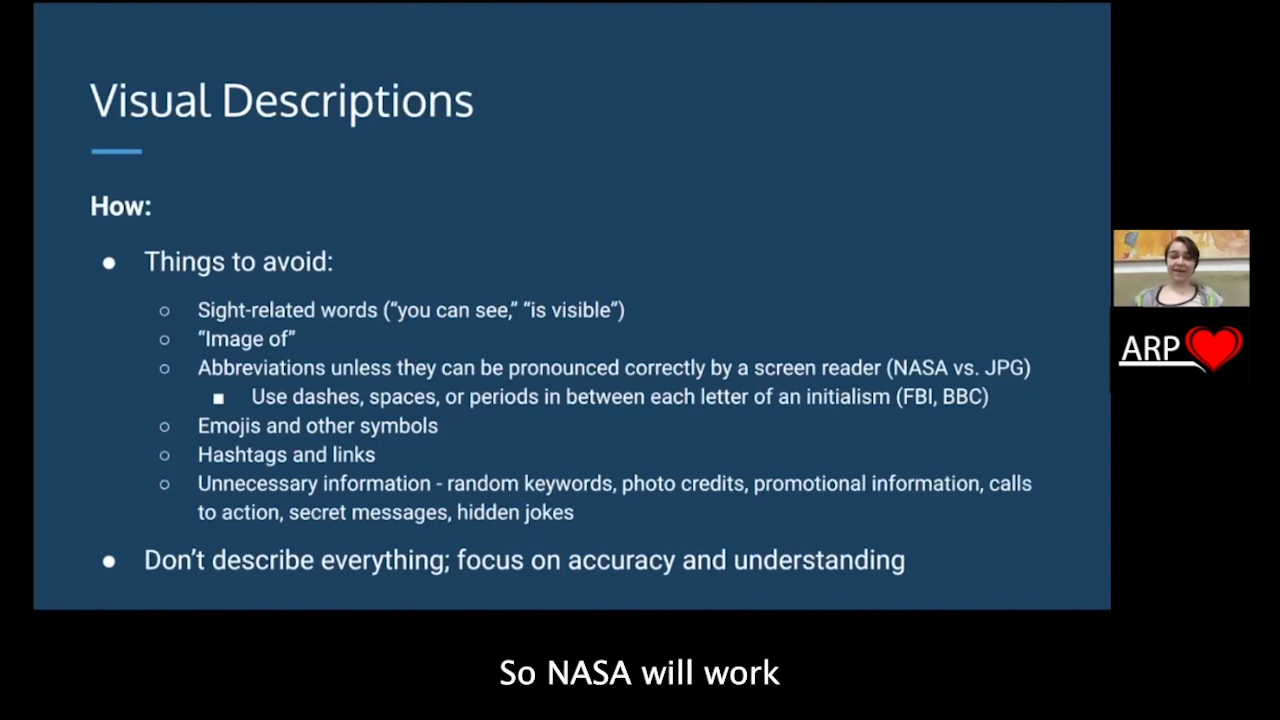 Visual Descriptions
How:
● Things to avoid:
○ Sight-related words (“you can see,” “is visible”)
○ “Image of”
○ Abbreviations unless they can be pronounced correctly by a screen reader (NASA vs. JPG)
■ Use dashes, spaces, or periods in between each letter of an initialism (FBI, BBC)
○ Emojis and other symbols
○ Hashtags and links
○ Unnecessary information - random keywords, photo credits, promotional information, calls
to action, secret messages, hidden jokes
● Don’t describe everything; focus on accuracy and understanding
ARP
So NASA will work